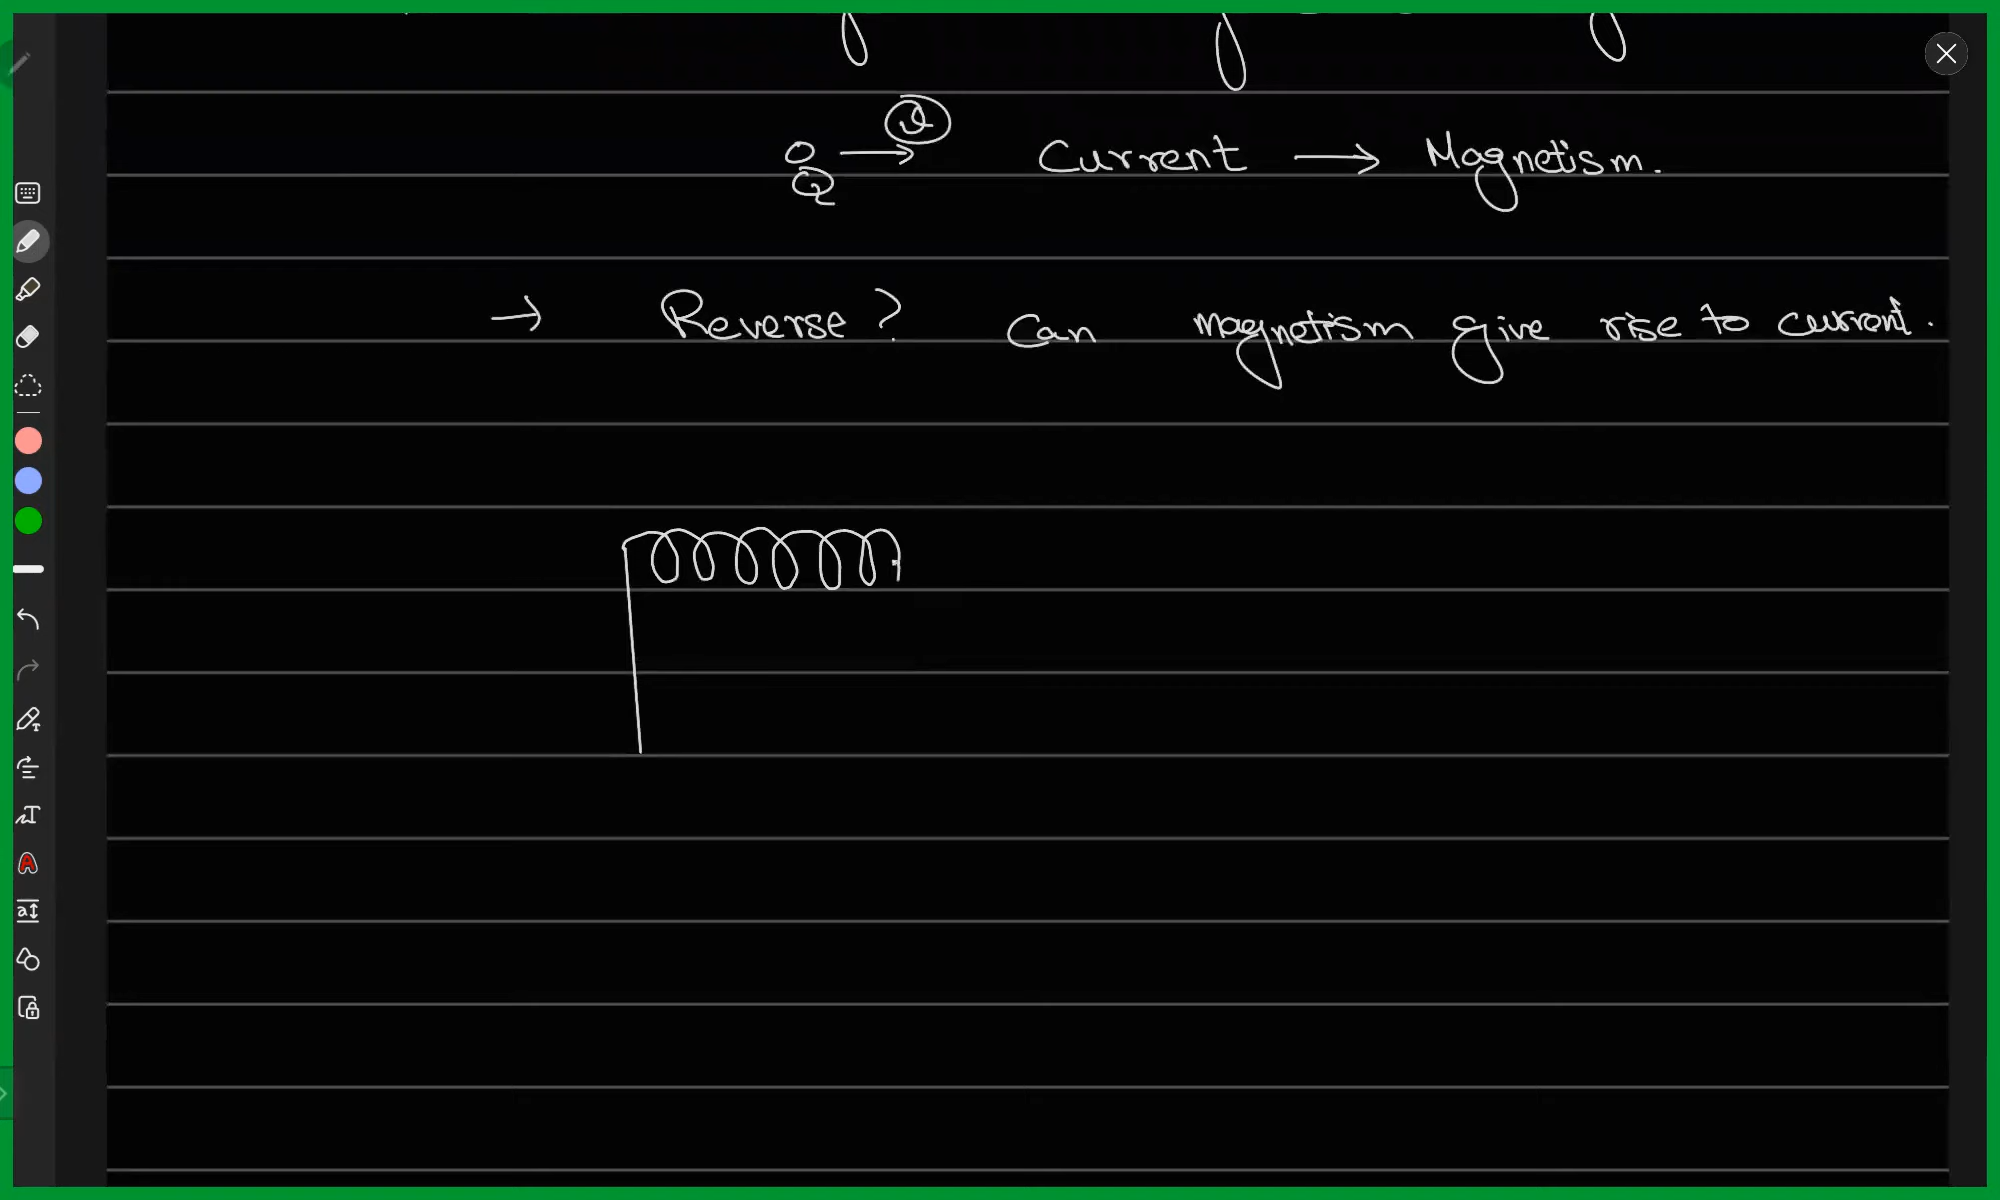 Q → v Current → Magnetism.
→ Reverse? Can magnetism give rise to current.